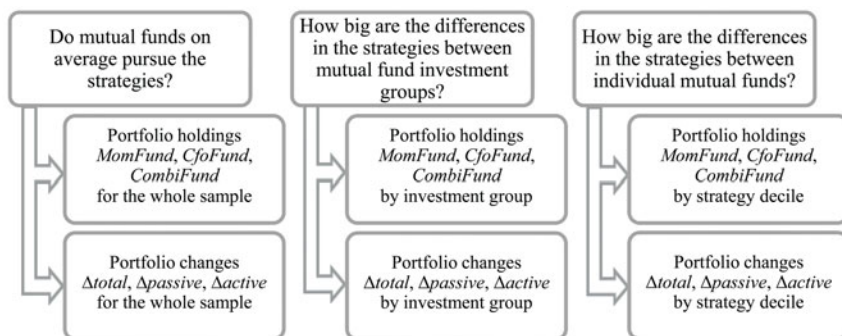 Do mutual funds on
average pursue the
strategies?
Portfolio holdings
MomFund, CfoFund,
CombiFund
for the whole sample
Portfolio changes
Δtotal, Δpassive, Δactive
for the whole sample
How big are the differences
in the strategies between
mutual fund investment
groups?
Portfolio holdings
MomFund, CfoFund,
CombiFund
by investment group
Portfolio changes
Δtotal, Δpassive, Δactive
by investment group
How big are the differences
in the strategies between
individual mutual funds?
Portfolio holdings
MomFund, CfoFund,
CombiFund
by strategy decile
Portfolio changes
Δtotal, Δpassive, Δactive
by strategy decile